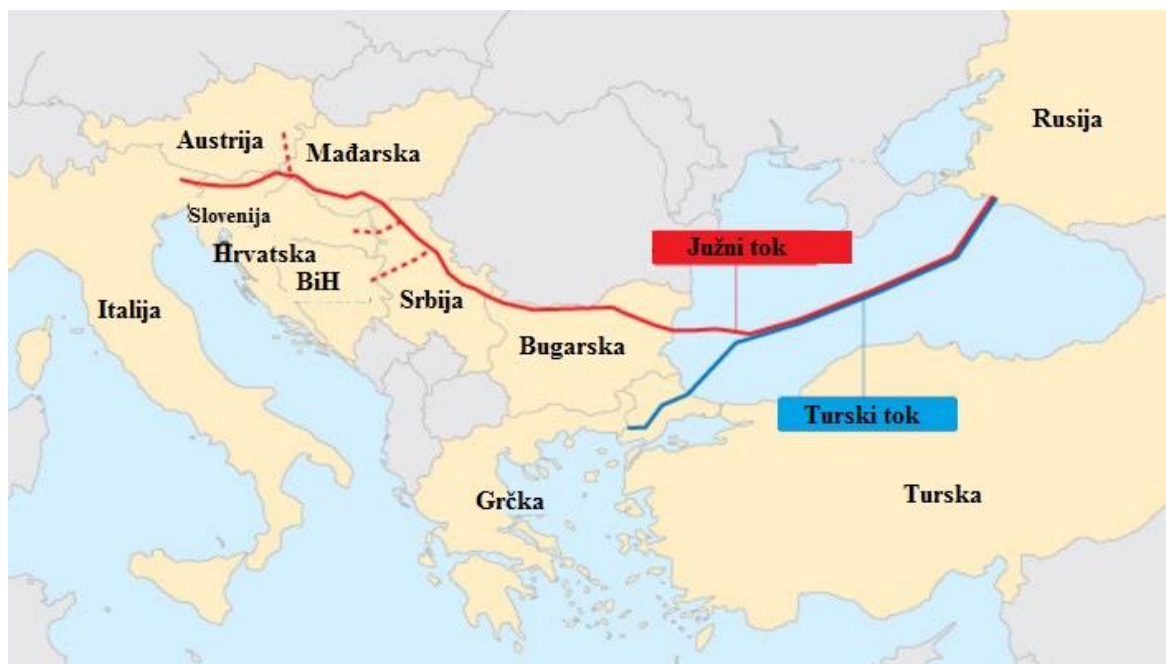 Rusija
Austrija
Mađarska
Slovenija
Južni tok
Hrvatska
BiH
Italija
Srbija
Bugarska
Turski tok
Grčka
Turska